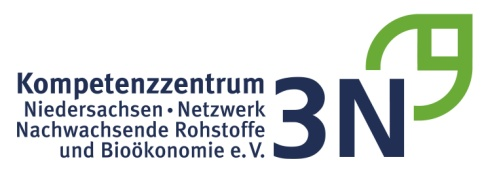 Kompetenzzentrum
Niedersachsen • Netzwerk
Nachwachsende Rohstoffe
und Bioökonomie e.V.
3N